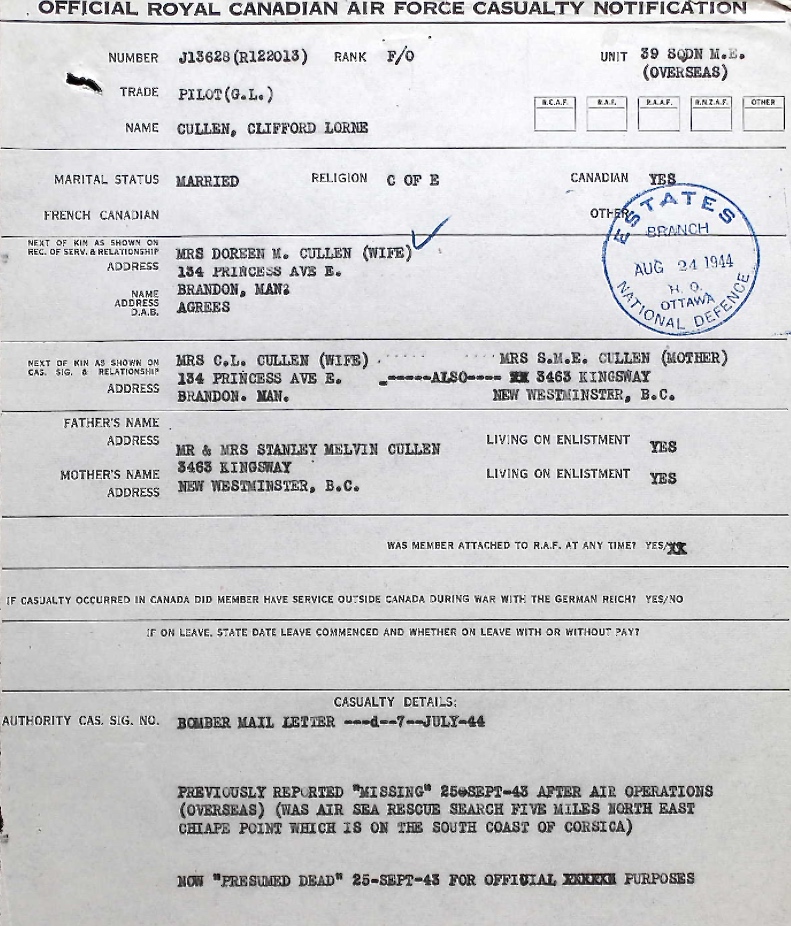 OFFICIAL ROYAL CANADIAN AIR FORCE CASUALTY NOTIFICATION
NUMBER J13628(R122013) RANK F/O UNIT 39 SQDN M.E.
(OVERSEAS)
TRADE PILOT(G.L.)
R.C.A.F. R.A.F. R.A.A.F. R.N.Z.A.F. OTHER
NAME CULLEN, CLIFFORD LORNE
MARITAL STATUS MARRIED RELIGION C OF E CANADIAN YES
FRENCH CANADIAN OTHER
ESTATES
BRANCH
AUG 24 1944
H.Q.
OTTAWA
NATIONAL DEFENCE
NEXT OF KIN AS SHOWN ON
REC. OF SERV. & RELATIONSHIP MRS DOREEN M. CULLEN (WIFE)
ADDRESS 134 PRINCESS AVE E.
NAME BRANDON, MAN:
ADDRESS AGREES
D.A.B.
NEXT OF KIN AS SHOWN ON MRS C.L. CULLEN (WIFE) MRS S.M.E. CULLEN (MOTHER)
CAS. SIG. & RELATIONSHIP
ADDRESS 134 PRINCESS AVE E. ------ALSO---- 3463 KINGSWAY
BRANDON. MAN. NEW WESTMINSTER, B.C.
FATHER'S NAME
ADDRESS LIVING ON ENLISTMENT YES
MR & MRS STANLEY MELVIN CULLEN
MOTHER'S NAME 3463 KINGSWAY LIVING ON ENLISTMENT YES
ADDRESS NEW WESTMINSTER, B.C.
WAS MEMBER ATTACHED TO R.A.F. AT ANY TIME? YES/XX
IF CASUALTY OCCURRED IN CANADA DID MEMBER HAVE SERVICE OUTSIDE CANADA DURING WAR WITH THE GERMAN REICH? YES/NO
IF ON LEAVE, STATE DATE LEAVE COMMENCED AND WHETHER ON LEAVE WITH OR WITHOUT PAY?
CASUALTY DETAILS:
AUTHORITY CAS. SIG. NO. BOMBER MAIL LETTER ---d--7--JULY-44
PREVIOUSLY REPORTED "MISSING" 25-SEPT-43 AFTER AIR OPERATIONS
(OVERSEAS) (WAS AIR SEA RESCUE SEARCH FIVE MILES NORTH EAST
CHIAPE POINT WHICH IS ON THE SOUTH COAST OF CORSICA)
NOW "PRESUMED DEAD" 25-SEPT-43 FOR OFFICIAL XXXXXX PURPOSES